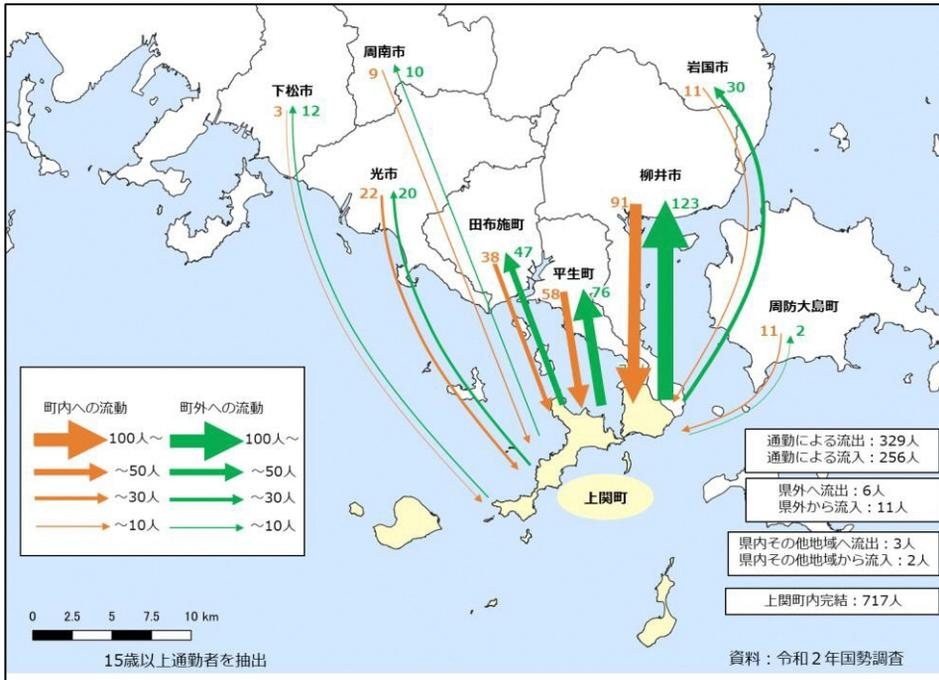 周南市
9
10
下松市
3
12
岩国市
11
30
光市
22
20
柳井市
91
123
田布施町
38
47
平生町
58
76
周防大島町
11
2
町内への流動
町外への流動
100人~
100人~
~50人
~50人
~30人
~30人
~10人
~10人
上関町
通勤による流出:329人
通勤による流入:256人
県外へ流出:6人
県外から流入:11人
県内その他地域へ流出:3人
県内その他地域から流入:2人
上関町内完結:717人
0 2.5 5 7.5 10 km
15歳以上通勤者を抽出
資料:令和2年国勢調査